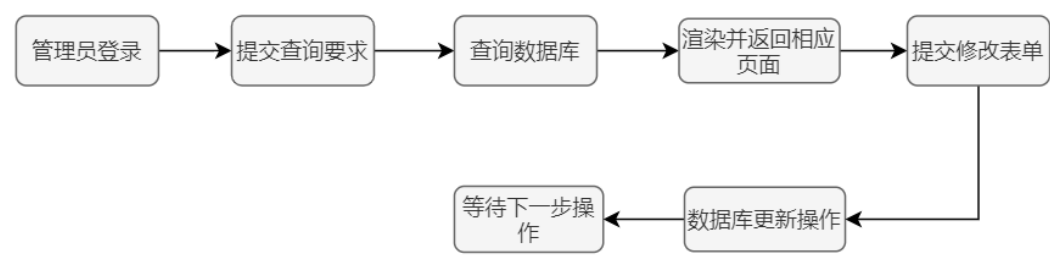 管理员登录
提交查询要求
查询数据库
渲染并返回相应
页面
提交修改表单
等待下一步操
作
数据库更新操作